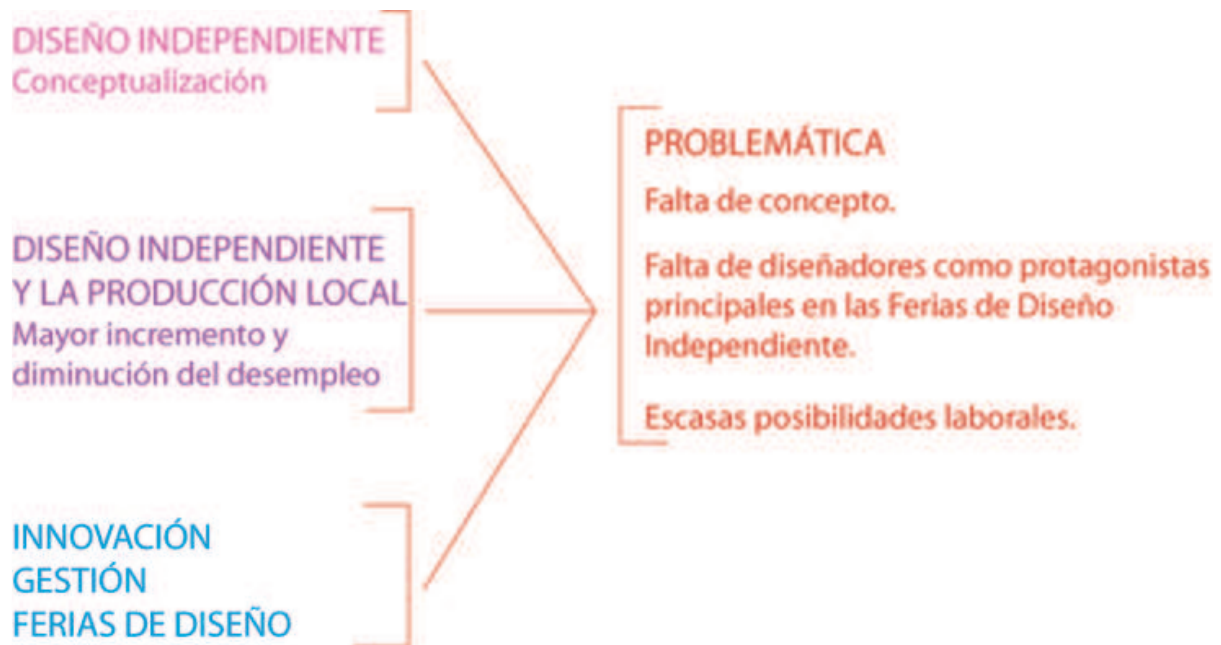 DISEÑO INDEPENDIENTE
Conceptualización
DISEÑO INDEPENDIENTE
Y LA PRODUCCIÓN LOCAL
Mayor incremento y
diminución del desempleo
INNOVACIÓN
GESTIÓN
FERIAS DE DISEÑO
PROBLEMÁTICA
Falta de concepto.
Falta de diseñadores como protagonistas
principales en las Ferias de Diseño
Independiente.
Escasas posibilidades laborales.